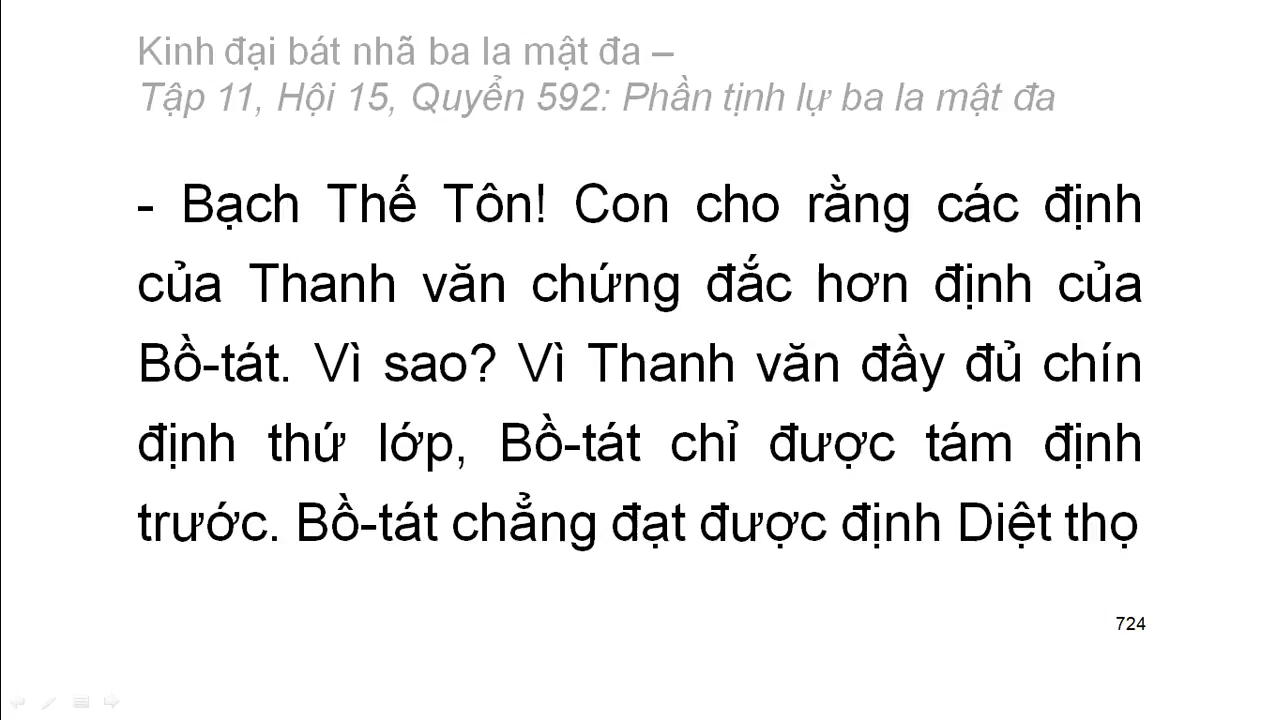 Kinh đại bát nhã ba la mật đa –
Tập 11, Hội 15, Quyển 592: Phần tịnh lự ba la mật đa
- Bạch Thế Tôn! Con cho rằng các định
của Thanh văn chứng đắc hơn định của
Bồ-tát. Vì sao? Vì Thanh văn đầy đủ chín
định thứ lớp, Bồ-tát chỉ được tám định
trước. Bồ-tát chẳng đạt được định Diệt thọ
724